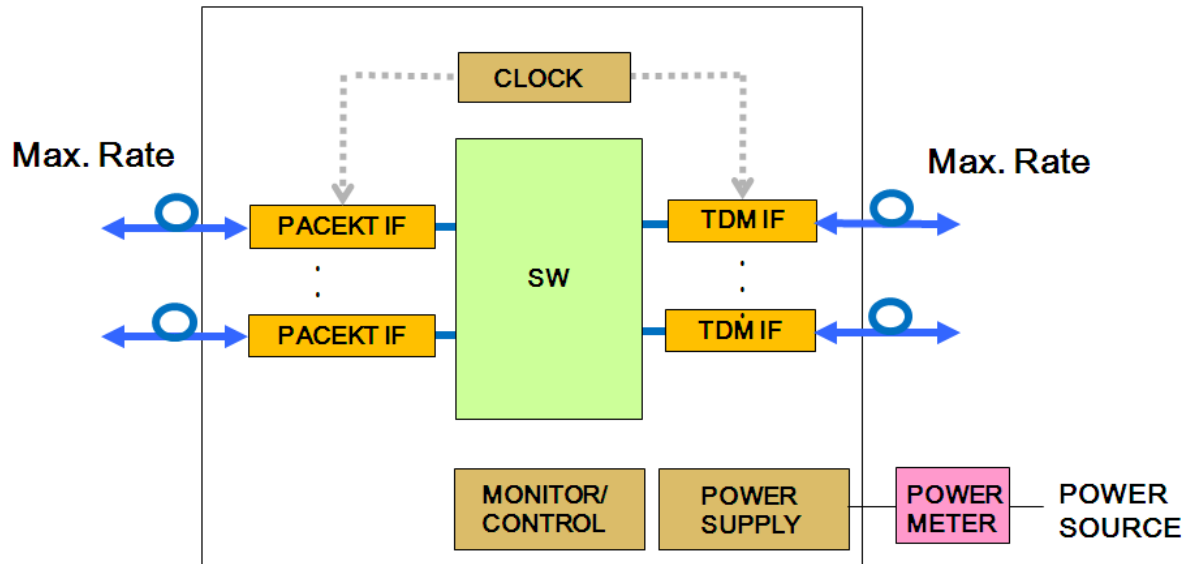 CLOCK
Max. Rate
Max. Rate
PACEKT IF
TDM IF
SW
PACEKT IF
TDM IF
MONITOR/
CONTROL
POWER
SUPPLY
POWER
METER
POWER
SOURCE